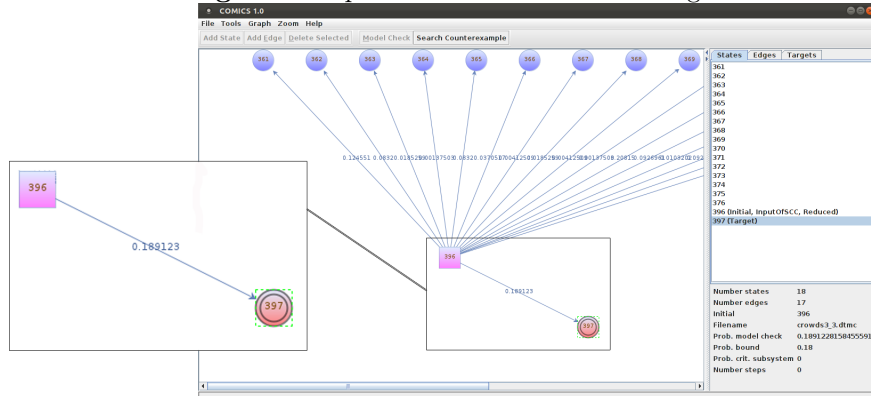 COMICS 1.0
File Tools Graph Zoom Help
Add State Add Edge Delete Selected Model Check Search Counterexample
361 362 363 364 365 366 367 368 369
States Edges Targets
361
362
363
364
365
366
367
368
369
370
371
372
373
374
375
376
396 (Initial, InputOfSCC, Reduced)
397 (Target)
0.124551
396
0.189123
397
396
0.189123
397
Number states 18
Number edges 17
Initial 396
Filename crowds3_3.dtmc
Prob. model check 0.1891228158455591
Prob. bound 0.18
Prob. crit. subsystem 0
Number steps 0